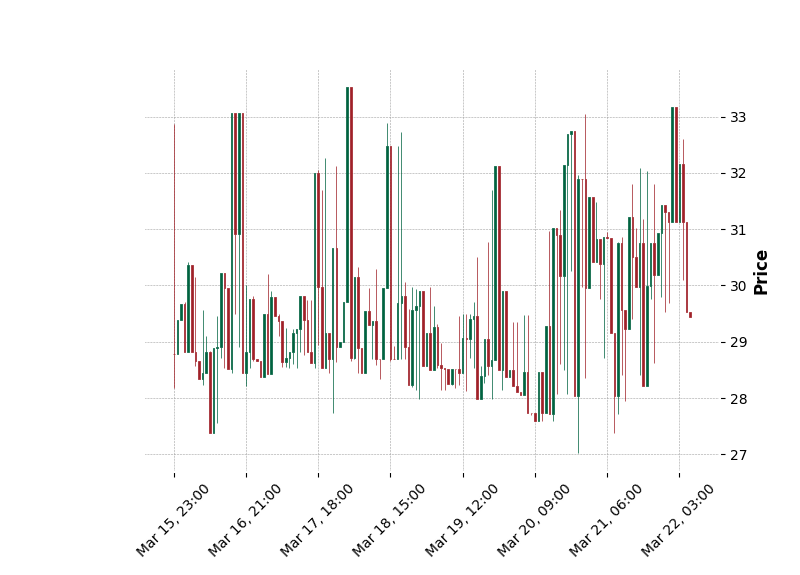 33
32
31
30
29
28
27
Price
Mar 15, 23:00
Mar 16, 21:00
Mar 17, 18:00
Mar 18, 15:00
Mar 19, 12:00
Mar 20, 09:00
Mar 21, 06:00
Mar 22, 03:00